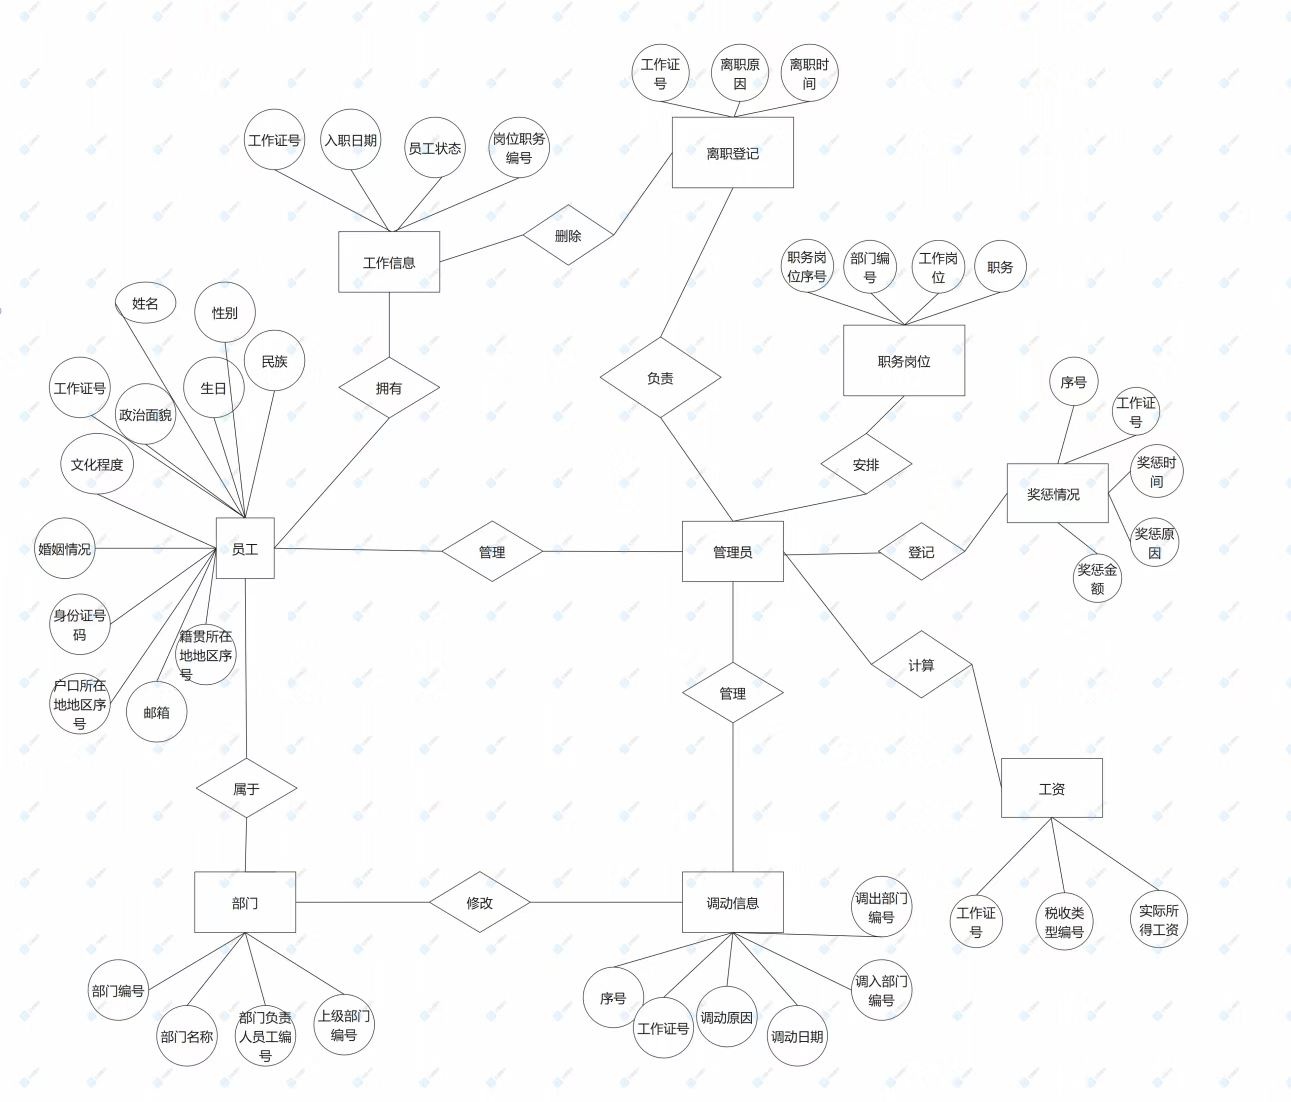 工作证
号
离职原
因
离职时
间
离职登记
工作证号
入职日期
员工状态
岗位职务
编号
删除
工作信息
职务岗
位序号
部门编
号
工作岗
位
职务
职务岗位
姓名
性别
民族
生日
工作证号
政治面貌
文化程度
拥有
负责
安排
序号
工作证
号
奖惩时
间
奖惩情况
奖惩原
因
奖惩金
额
婚姻情况
员工
管理
管理员
登记
身份证号
码
籍贯所在
地地区序
号
户口所在
地地区序
号
邮箱
计算
管理
属于
工资
部门
修改
调动信息
调出部门
编号
工作证
号
税收类
型编号
实际所
得工资
部门编号
部门名称
部门负责
人员工编
号
上级部门
编号
序号
工作证号
调动原因
调动日期
调入部门
编号